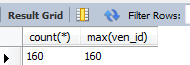 Result Grid Filter Rows:
count(*) max(ven_id)
160 160